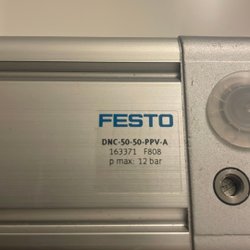 FESTO
DNC-50-50-PPV-A
163371 F808
p max: 12 bar